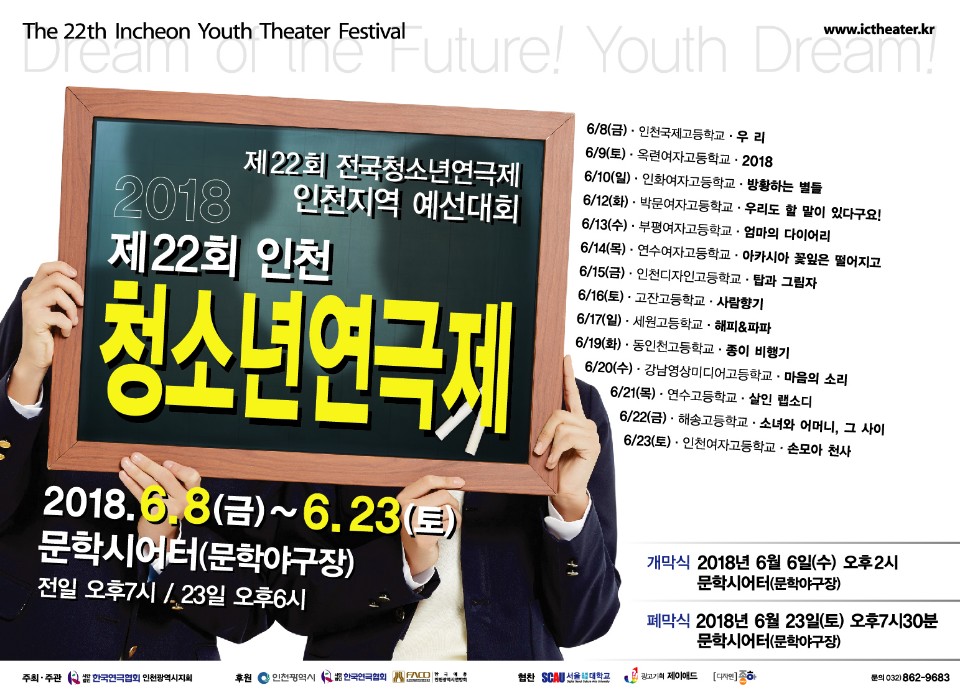 The 22th Incheon Youth Theater Festival
www.ictheater.kr
Dream of the Future! Youth Dream!
2018
제22회 전국청소년연극제
인천지역 예선대회
제22회 인천
청소년연극제
2018. 6.8(금)~6.23(토)
문학시어터(문학야구장)
전일 오후7시 / 23일 오후6시
6/8(금) · 인천국제고등학교 · 우 리
6/9(토) · 옥련여자고등학교 · 2018
6/10(일) · 인화여자고등학교 · 방황하는 별들
6/12(화) · 박문여자고등학교 · 우리도 할 말이 있다구요!
6/13(수) · 부평여자고등학교 · 엄마의 다이어리
6/14(목) · 연수여자고등학교 · 아카시아 꽃잎은 떨어지고
6/15(금) · 인천디자인고등학교 · 탑과 그림자
6/16(토) · 고잔고등학교 · 사람향기
6/17(일) · 세원고등학교 · 해피&파파
6/19(화) · 동인천고등학교 · 종이 비행기
6/20(수) · 강남영상미디어고등학교 · 마음의 소리
6/21(목) · 연수고등학교 · 살인 랩소디
6/22(금) · 해송고등학교 · 소녀와 어머니, 그 사이
6/23(토) · 인천여자고등학교 · 손모아 천사
개막식 2018년 6월 6일(수) 오후2시
문학시어터(문학야구장)
폐막식 2018년 6월 23일(토) 오후7시30분
문학시어터(문학야구장)
주최·주관 한국연극협회 인천광역시지회 후원 인천광역시 한국연극협회 FACO 협찬 SCAU 서울 대학교 광고기획 제이애드 [디자인] 문의 032) 862-9683